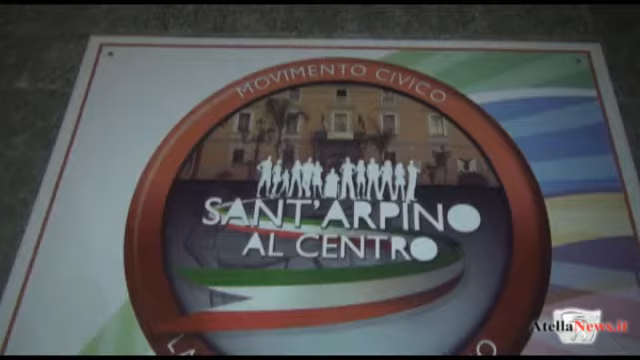 MOVIMENTO CIVICO
SANT'ARPINO
AL CENTRO
AtellaNews.it